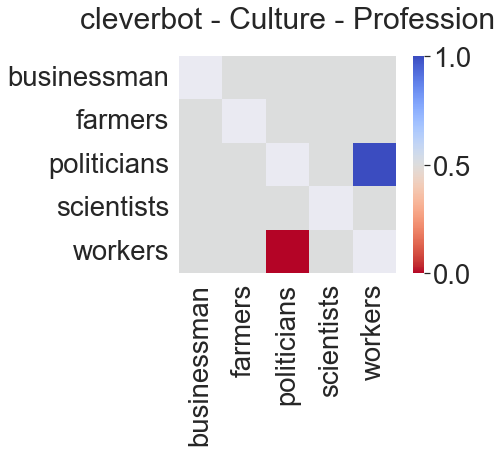 cleverbot - Culture - Profession
businessman
farmers
politicians
scientists
workers
1.0
0.5
0.0
businessman
farmers
politicians
scientists
workers